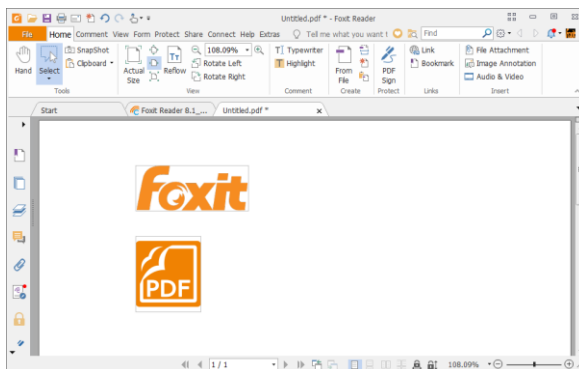 Untitled.pdf * - Foxit Reader
File Home Comment View Form Protect Share Connect Help Extras Tell me what you want t Find
Hand Select SnapShot Clipboard Actual Size Reflow 108.09% Rotate Left Rotate Right Typewriter Highlight From File PDF Sign Link Bookmark File Attachment Image Annotation Audio & Video
Tools View Comment Create Protect Links Insert
Start Foxit Reader 8.1_... Untitled.pdf *
foxit
PDF
1 / 1 108.09%